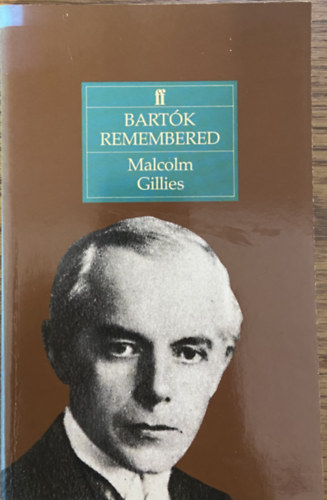 ff
BARTÓK
REMEMBERED
Malcolm
Gillies